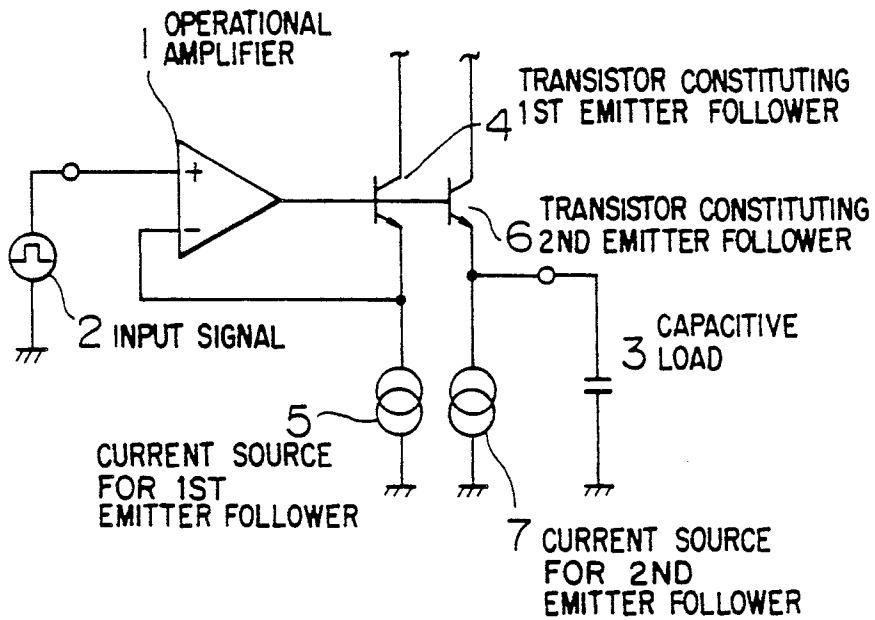 1 OPERATIONAL
AMPLIFIER
TRANSISTOR CONSTITUTING
4 1ST EMITTER FOLLOWER
+
−
6 TRANSISTOR CONSTITUTING
2ND EMITTER FOLLOWER
2 INPUT SIGNAL
3 CAPACITIVE
LOAD
5
CURRENT SOURCE
FOR 1ST
EMITTER FOLLOWER
7 CURRENT SOURCE
FOR 2ND
EMITTER FOLLOWER